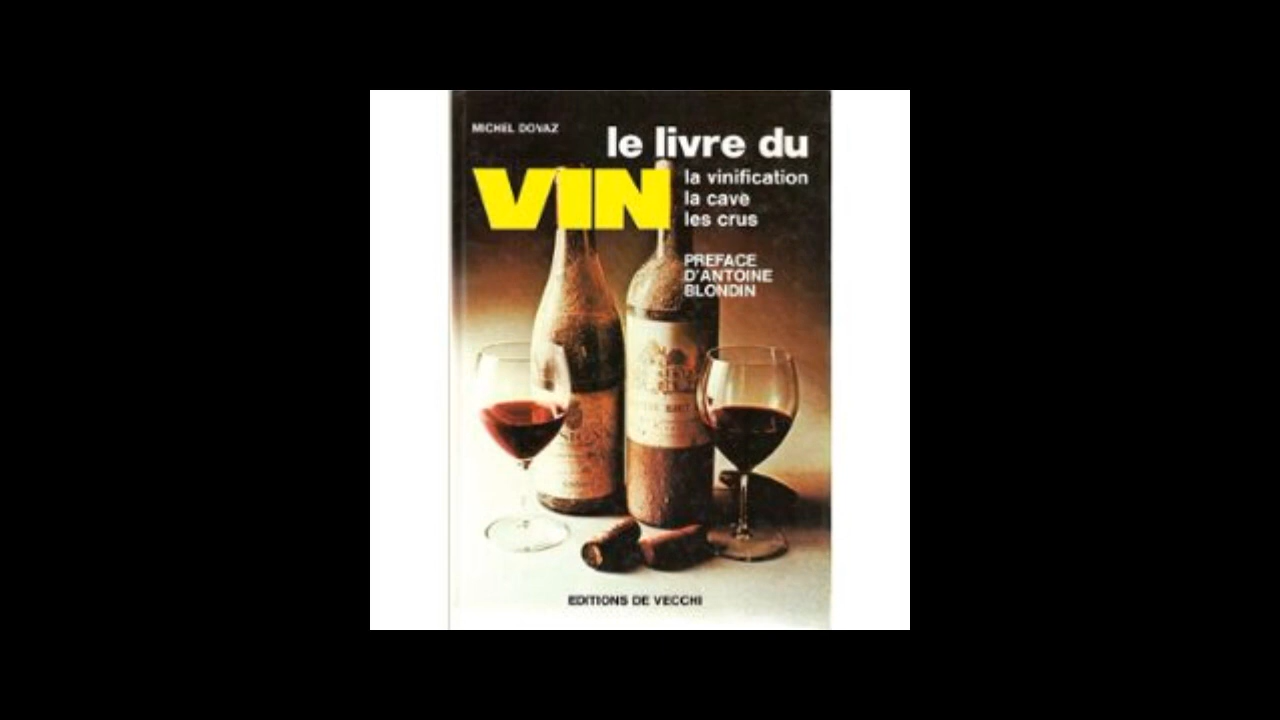 MICHEL DOVAZ
le livre du
VIN
la vinification
la cave
les crus
PREFACE
D'ANTOINE
BLONDIN
EDITIONS DE VECCHI